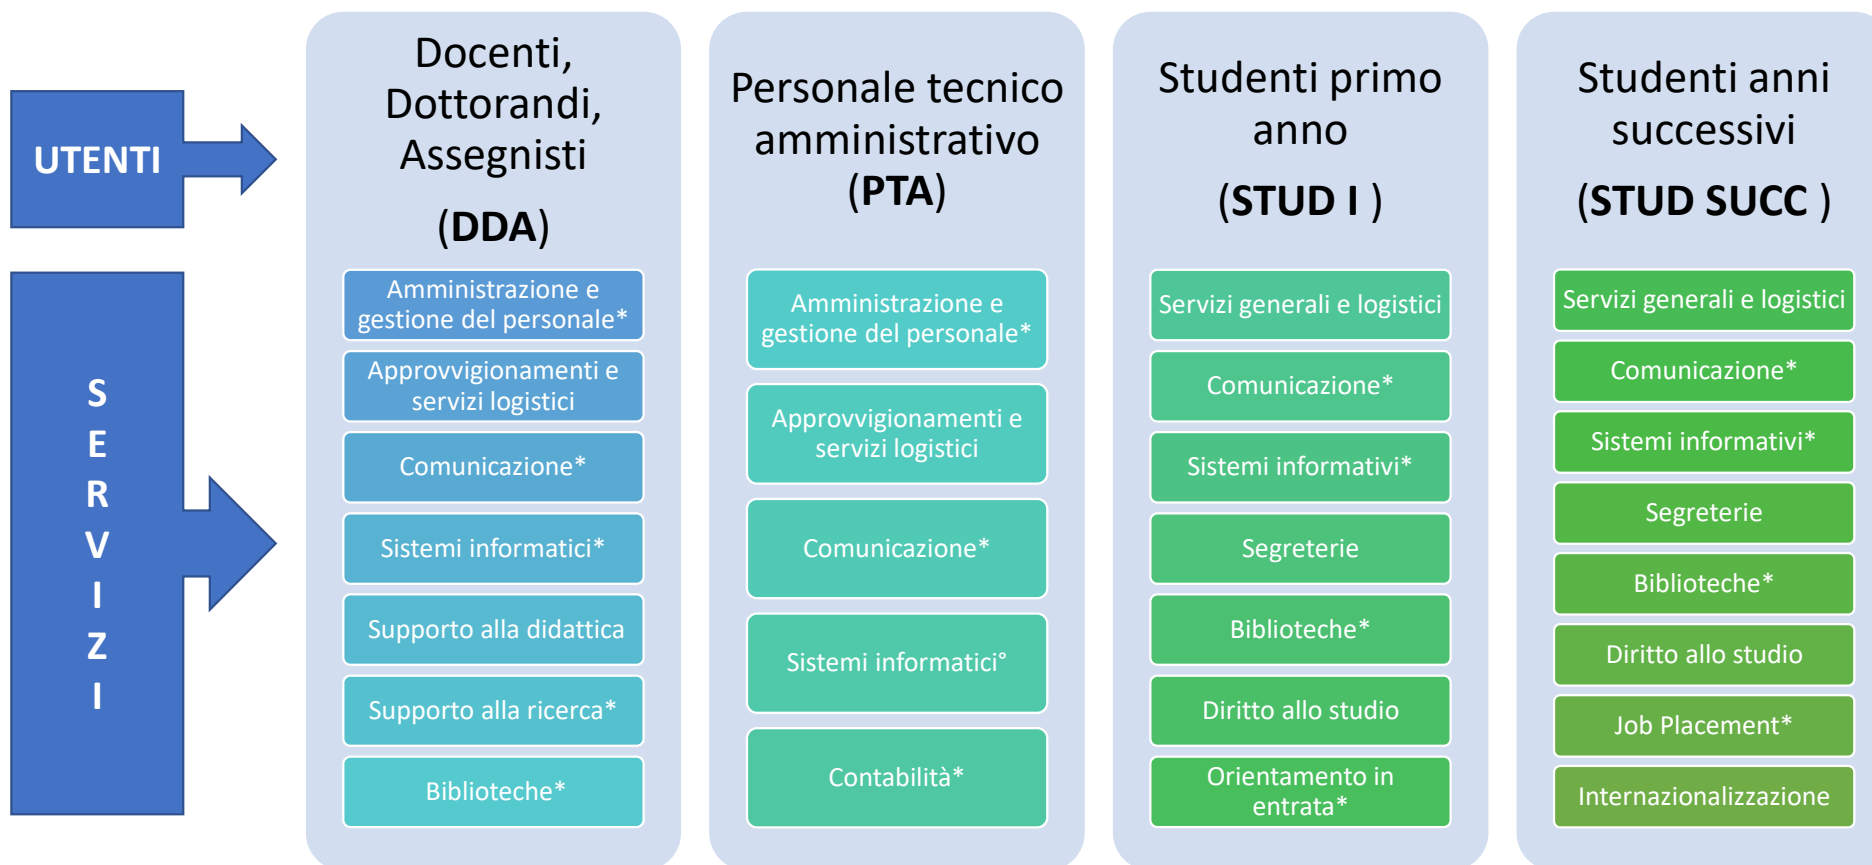 UTENTI
Docenti,
Dottorandi,
Assegnisti
(DDA)
Personale tecnico
amministrativo
(PTA)
Studenti primo
anno
(STUD I )
Studenti anni
successivi
(STUD SUCC )
S
E
R
V
I
Z
I
Amministrazione e
gestione del personale*
Approvvigionamenti e
servizi logistici
Comunicazione*
Sistemi informatici*
Supporto alla didattica
Supporto alla ricerca*
Biblioteche*
Amministrazione e
gestione del personale*
Approvvigionamenti e
servizi logistici
Comunicazione*
Sistemi informatici°
Contabilità*
Servizi generali e logistici
Comunicazione*
Sistemi informativi*
Segreterie
Biblioteche*
Diritto allo studio
Orientamento in
entrata*
Servizi generali e logistici
Comunicazione*
Sistemi informativi*
Segreterie
Biblioteche*
Diritto allo studio
Job Placement*
Internazionalizzazione